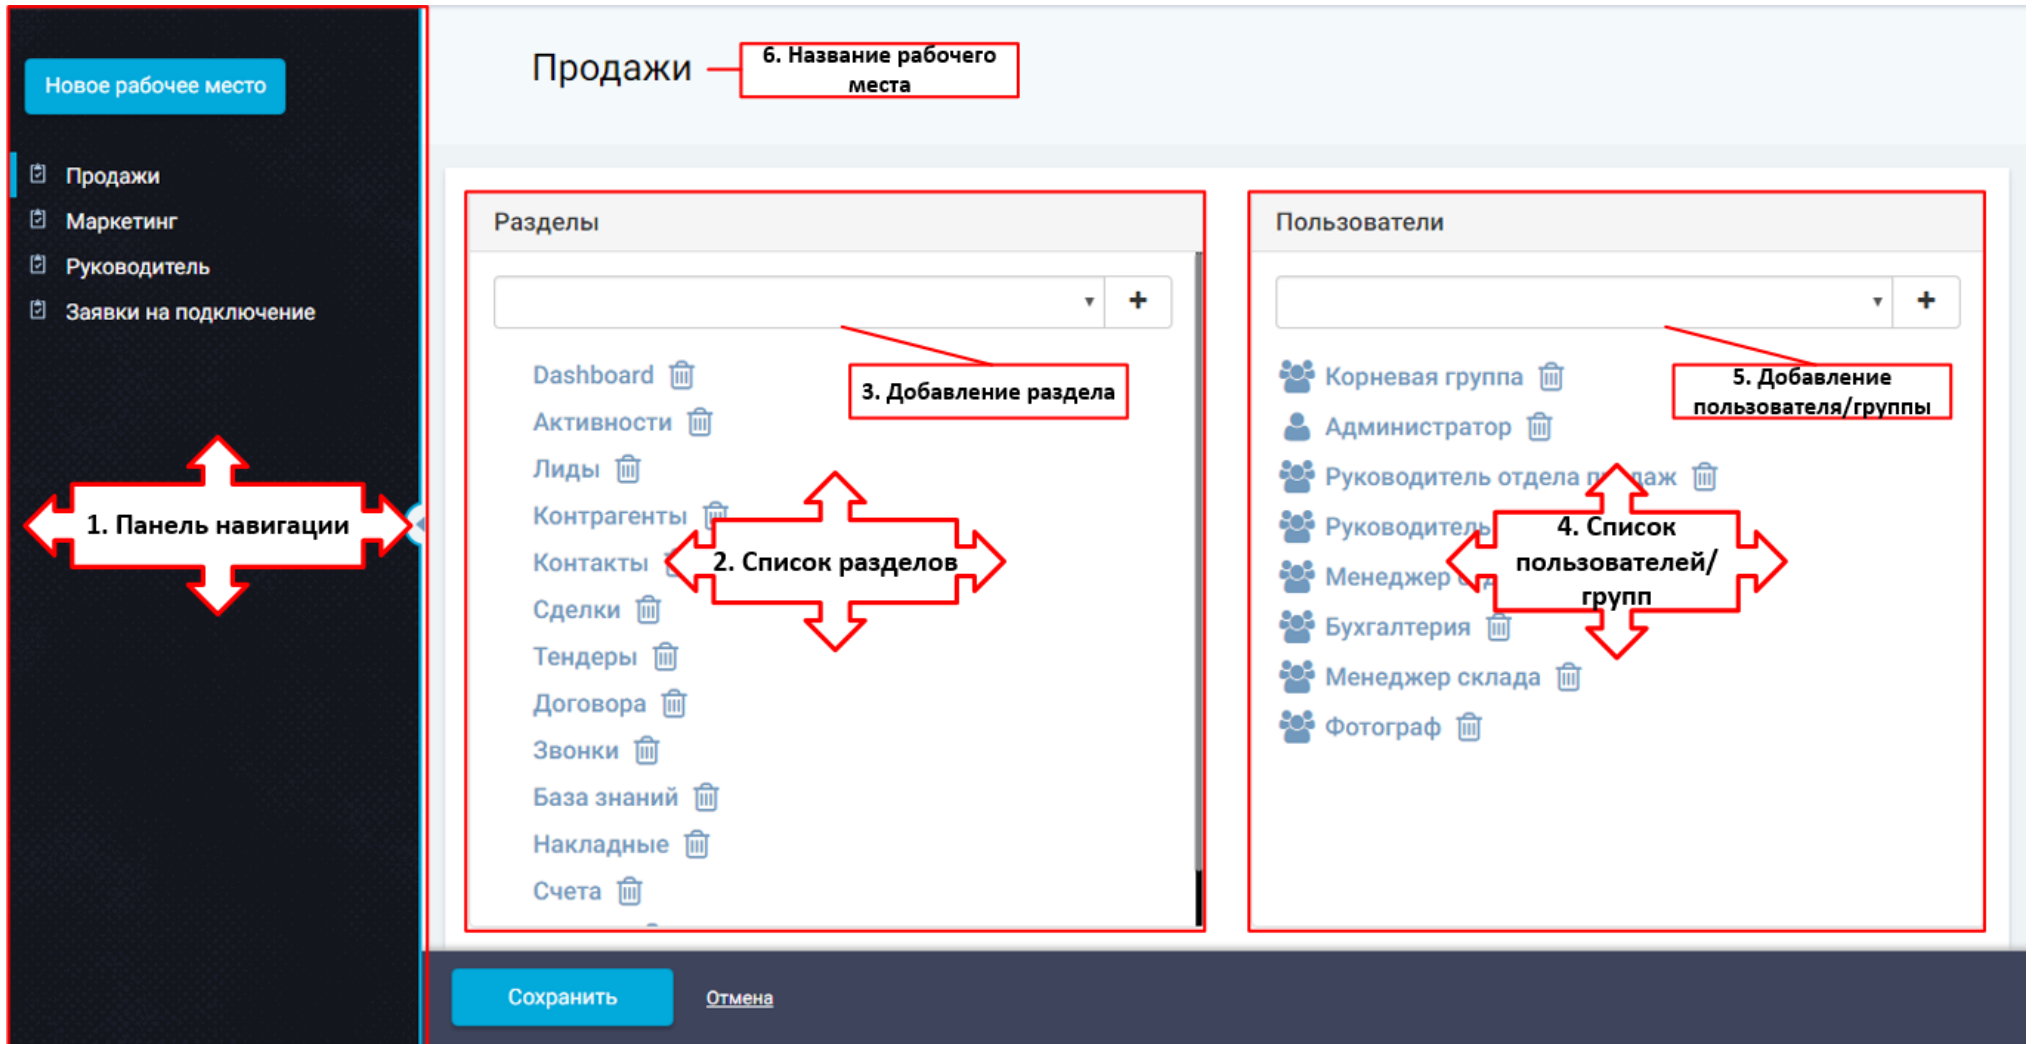 Новое рабочее место
Продажи
Маркетинг
Руководитель
Заявки на подключение
1. Панель навигации
Продажи
6. Название рабочего
места
Разделы
3. Добавление раздела
Dashboard
Активности
Лиды
Контрагенты
Контакты
2. Список разделов
Сделки
Тендеры
Договора
Звонки
База знаний
Накладные
Счета
Пользователи
5. Добавление
пользователя/группы
Корневая группа
Администратор
Руководитель отдела
Руководитель
Менеджер
4. Список
пользователей/
групп
Бухгалтерия
Менеджер склада
Фотограф
Сохранить
Отмена